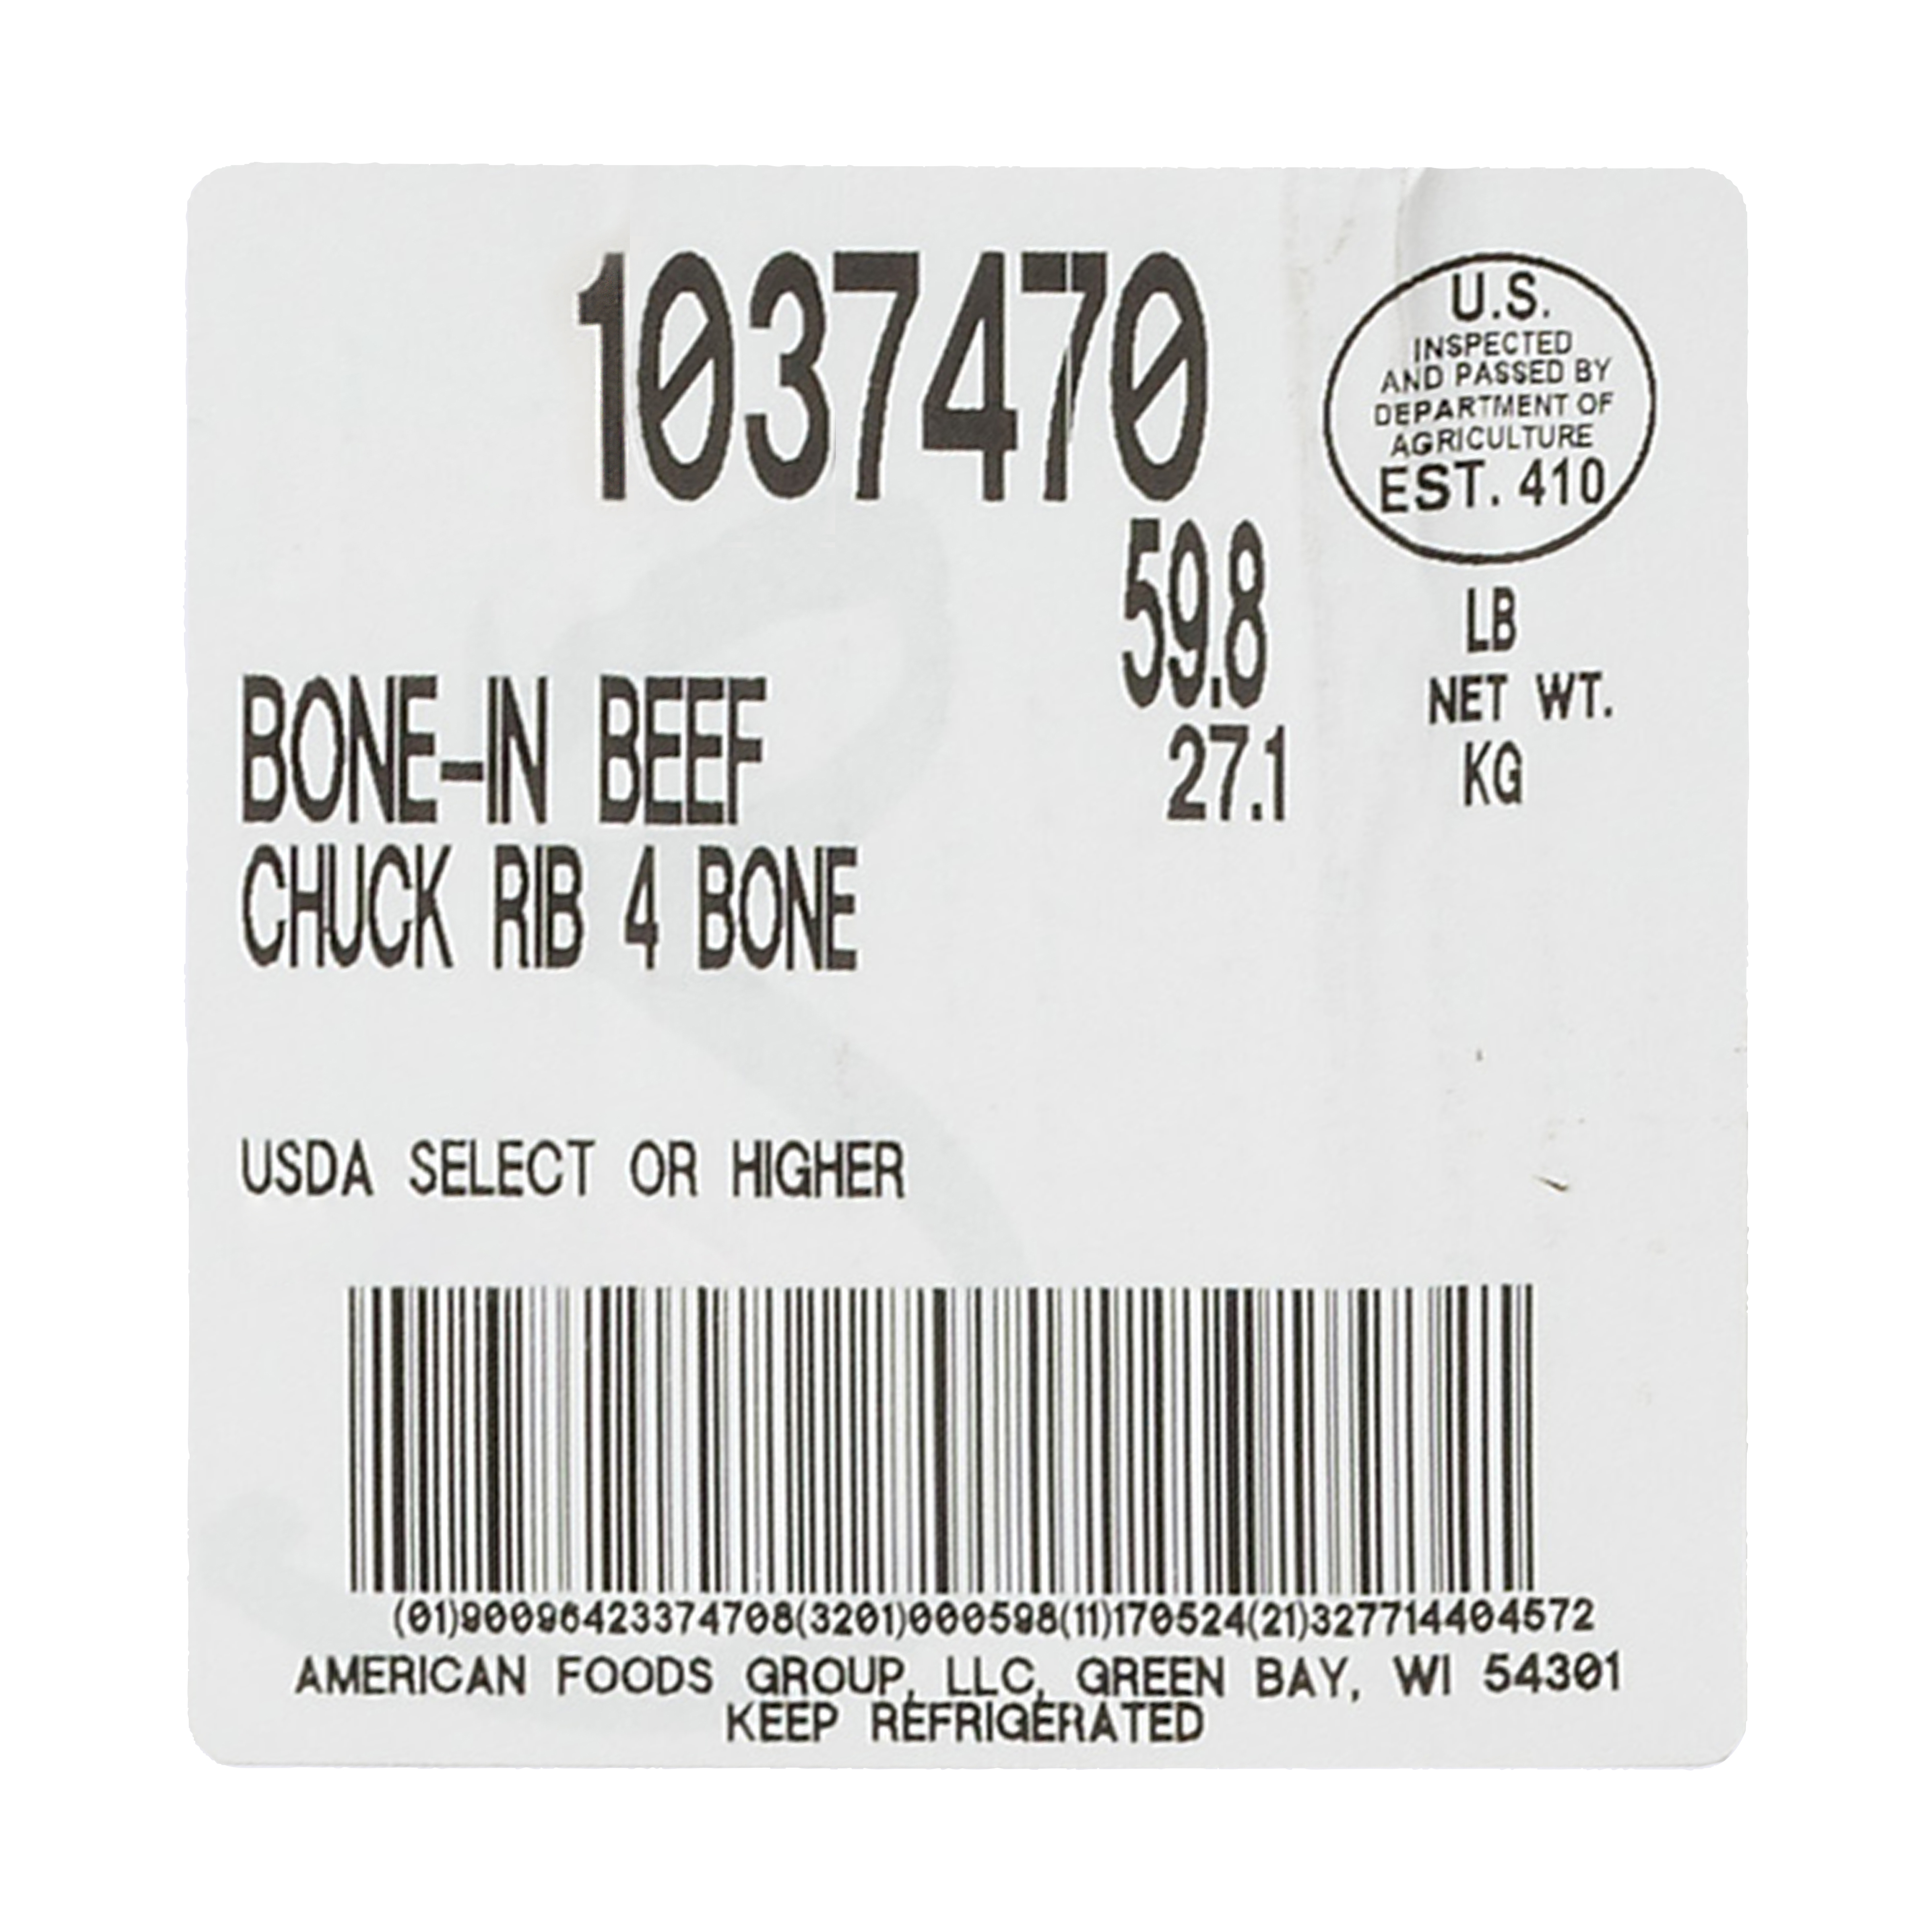 1037470
U.S.
INSPECTED
AND PASSED BY
DEPARTMENT OF
AGRICULTURE
EST. 410
59.8 LB
NET WT.
27.1 KG
BONE-IN BEEF
CHUCK RIB 4 BONE
USDA SELECT OR HIGHER
(01)90096423374708(3201)000598(11)170524(21)327714404572
AMERICAN FOODS GROUP, LLC, GREEN BAY, WI 54301
KEEP REFRIGERATED